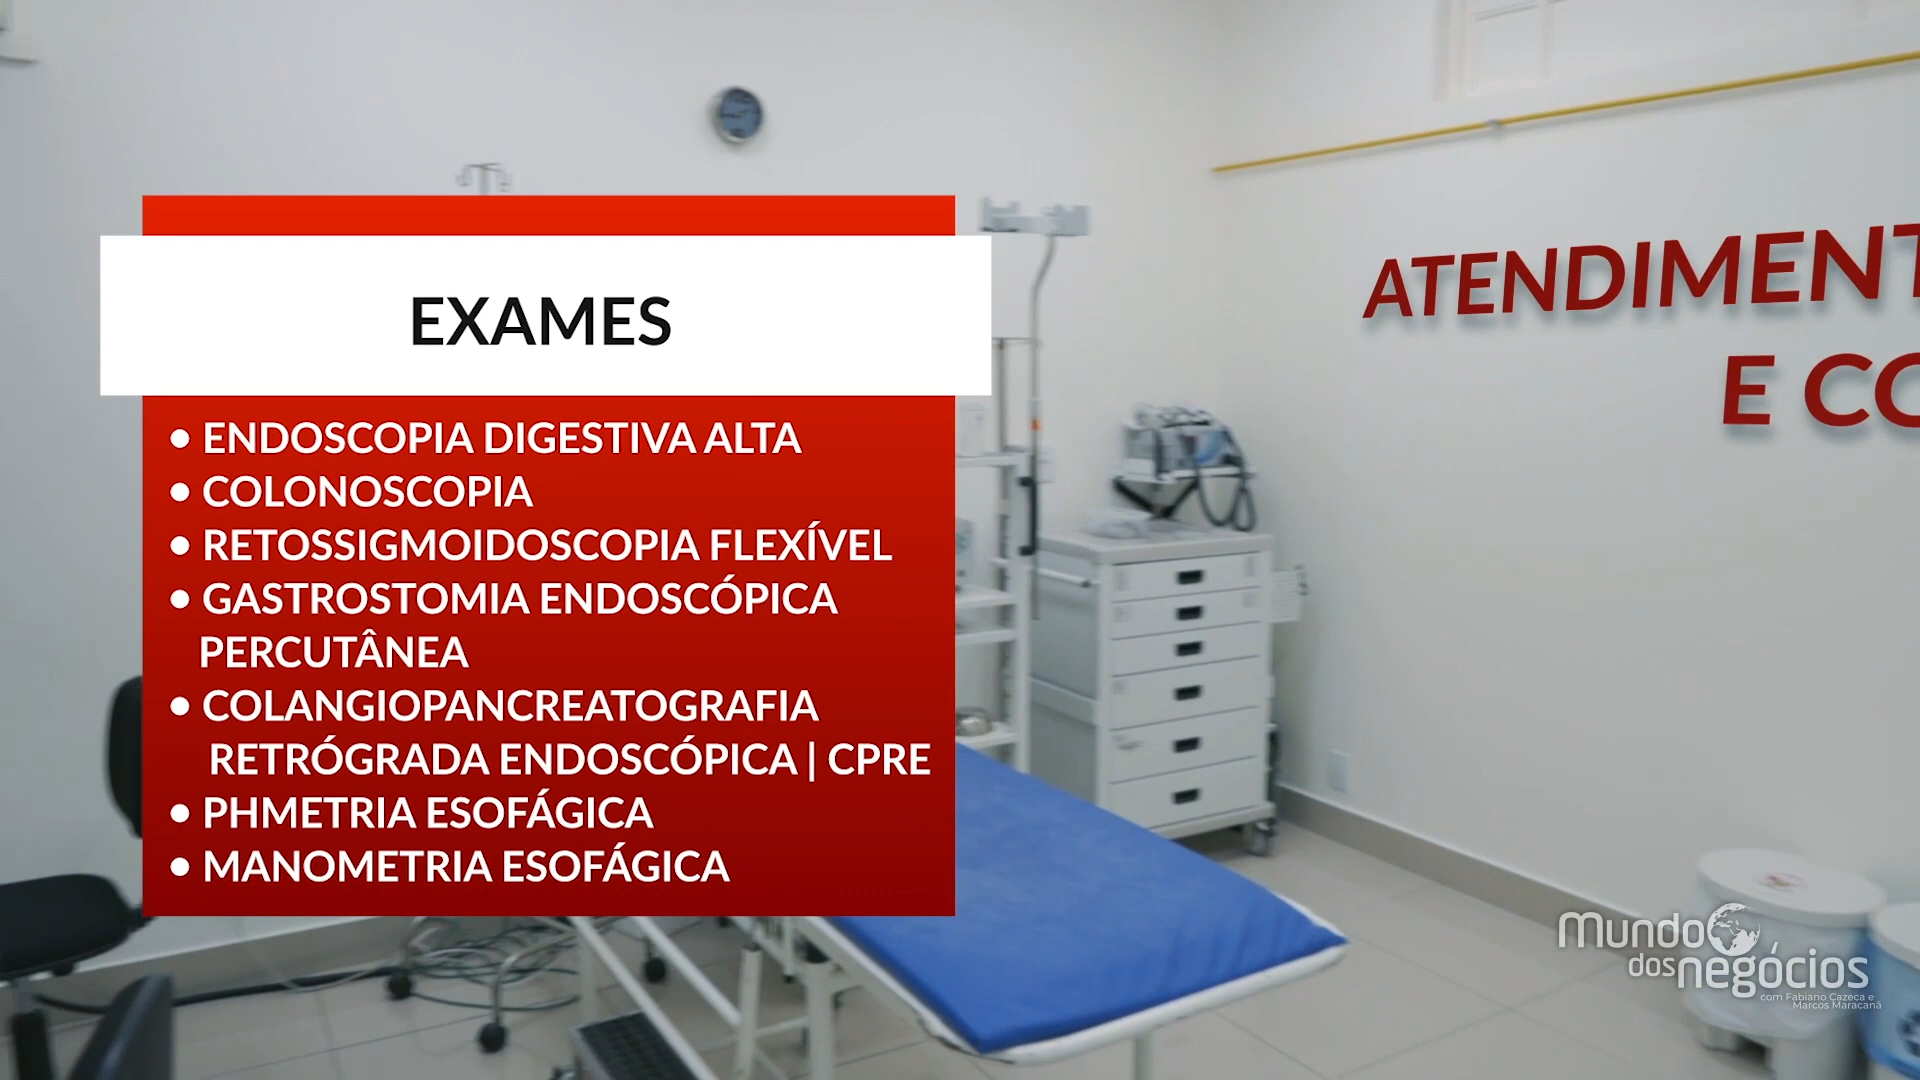 EXAMES
• ENDOSCOPIA DIGESTIVA ALTA
• COLONOSCOPIA
• RETOSSIGMOIDOSCOPIA FLEXÍVEL
• GASTROSTOMIA ENDOSCÓPICA
PERCUTÂNEA
• COLANGIOPANCREATOGRAFIA
RETRÓGRADA ENDOSCÓPICA | CPRE
• PHMETRIA ESOFÁGICA
• MANOMETRIA ESOFÁGICA
ATENDIMENT
E CO
Mundo
dos negócios
com Fabiano Cazeca e
Marcos Maracanã